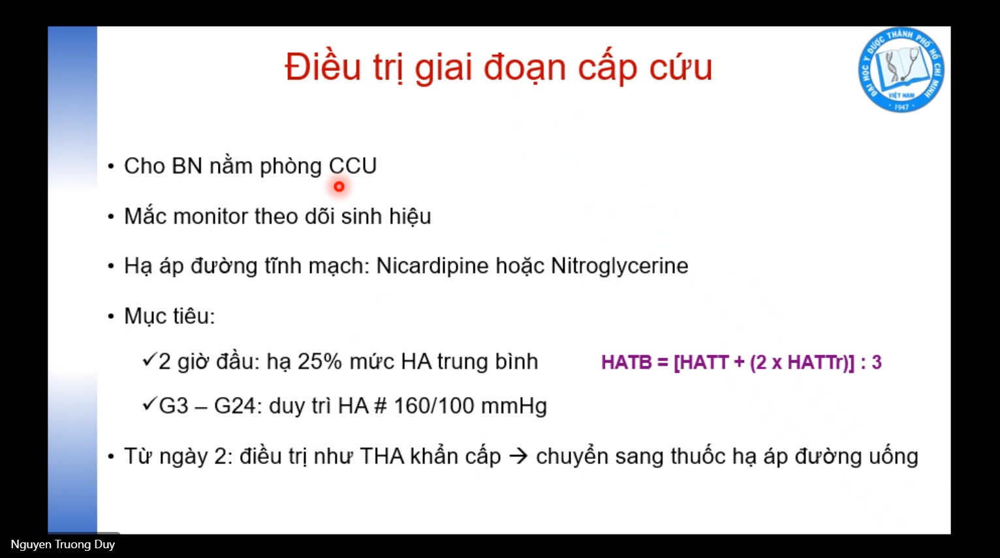 Điều trị giai đoạn cấp cứu
ĐẠI HỌC Y DƯỢC THÀNH PHỐ HỒ CHÍ MINH
VIỆT NAM
• 1947 •
• Cho BN nằm phòng CCU
• Mắc monitor theo dõi sinh hiệu
• Hạ áp đường tĩnh mạch: Nicardipine hoặc Nitroglycerine
• Mục tiêu:
✓2 giờ đầu: hạ 25% mức HA trung bình
HATB = [HATT + (2 x HATTr)] : 3
✓G3 – G24: duy trì HA # 160/100 mmHg
• Từ ngày 2: điều trị như THA khẩn cấp → chuyển sang thuốc hạ áp đường uống
Nguyen Truong Duy